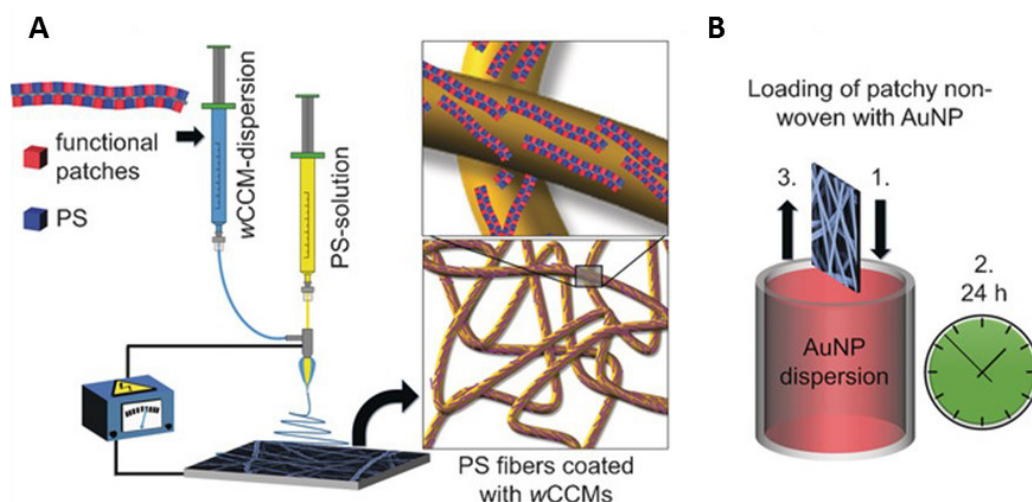 A
functional
patches
PS
wCCM-dispersion
PS-solution
PS fibers coated
with wCCMs
B
Loading of patchy non-
woven with AuNP
3.
1.
2.
24 h
AuNP
dispersion